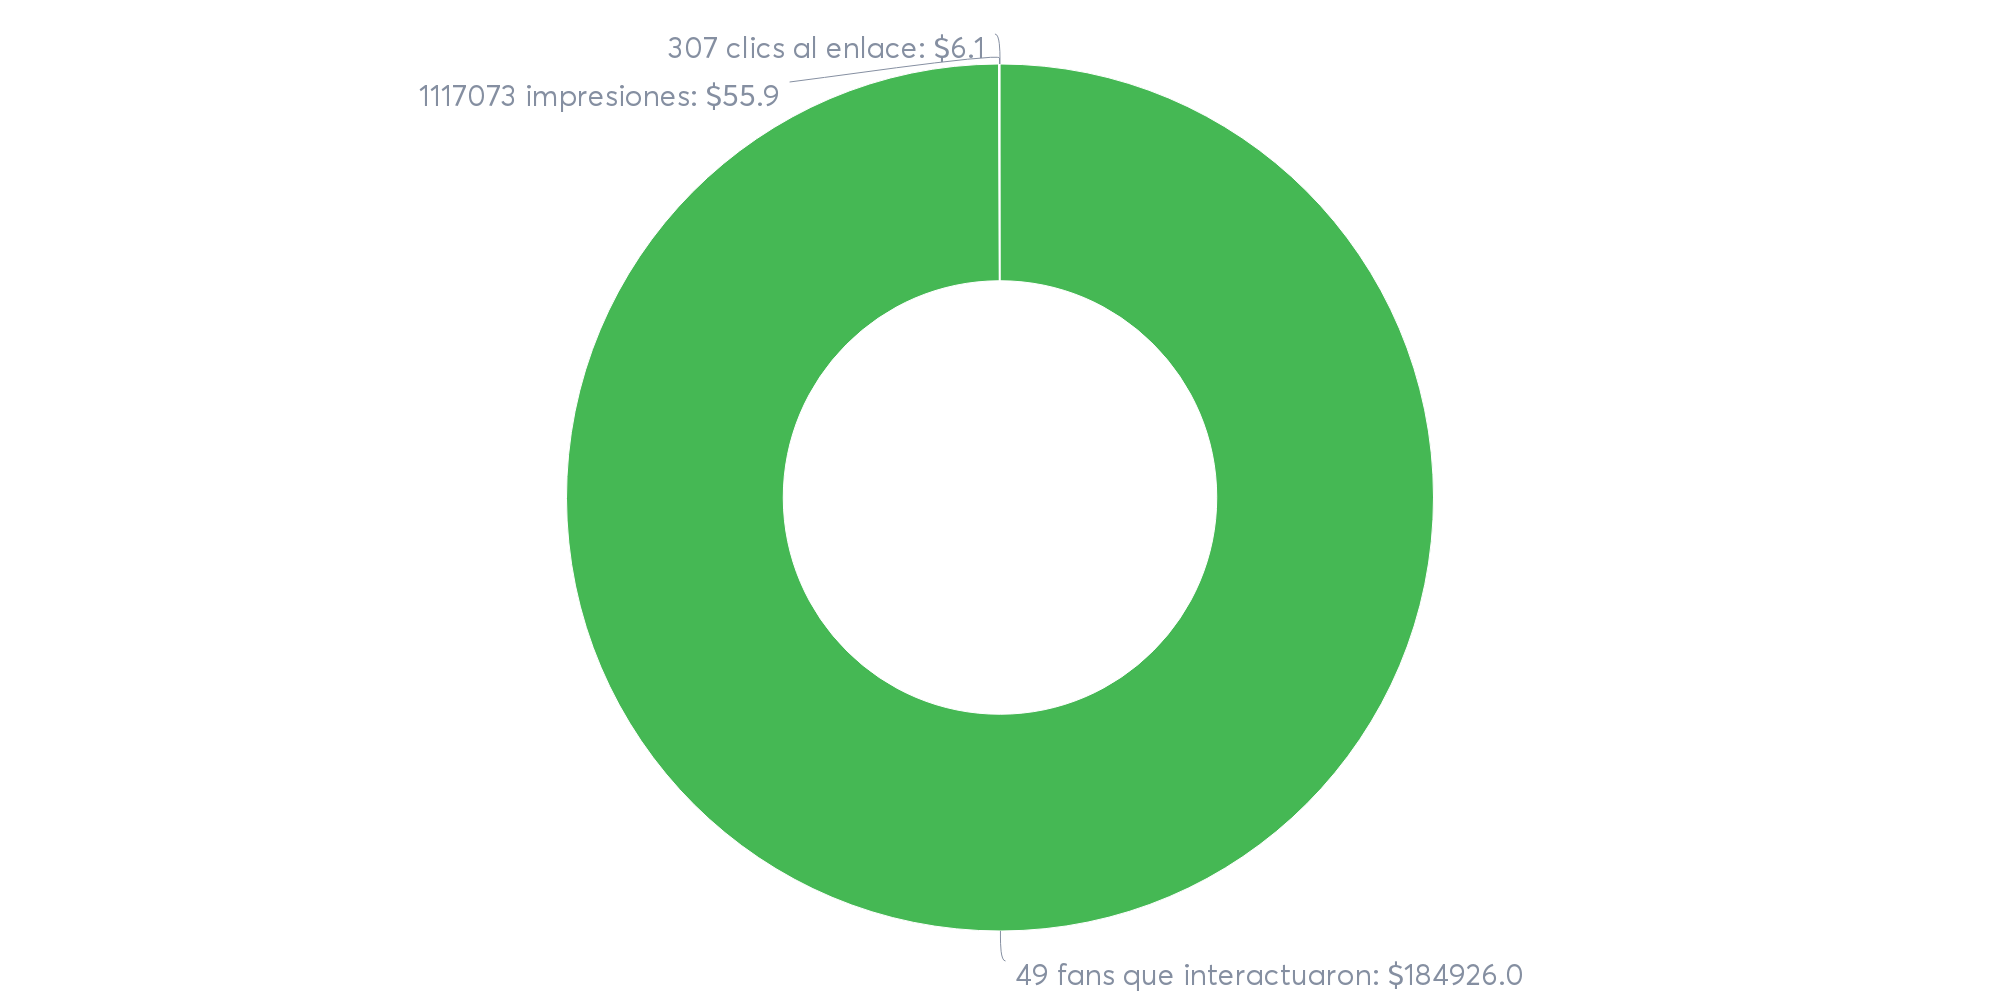 307 clics al enlace: $6.1
1117073 impresiones: $55.9
49 fans que interactuaron: $184926.0